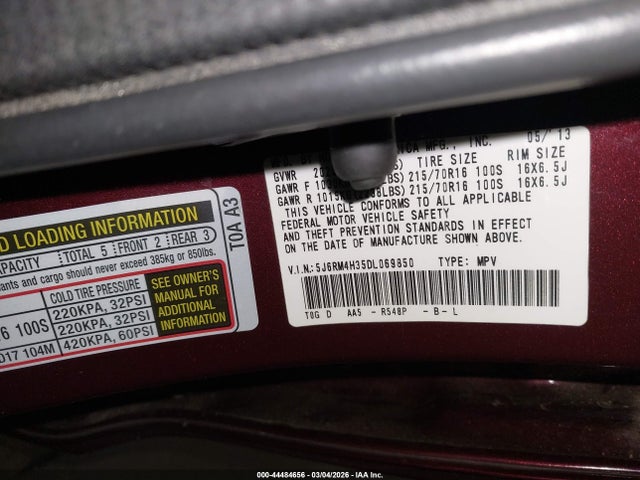 MFG., INC. 05/'13
GVWR
TIRE SIZE RIM SIZE
GAWR F 215/70R16 100S 16X6.5J
GAWR R 215/70R16 100S 16X6.5J
THIS VEHICLE CONFORMS TO ALL APPLICABLE
FEDERAL MOTOR VEHICLE SAFETY
AND THEFT PREVENTION STANDARDS IN EFFECT
ON THE DATE OF MANUFACTURE SHOWN ABOVE.
V.I.N.: 5J6RM4H35DL069850 TYPE: MPV
T0G D AA5 - R548P - B - L
LOADING INFORMATION
TOTAL 5 FRONT 2 REAR 3
and cargo should never exceed 385kg or 850lbs.
COLD TIRE PRESSURE
100S 220KPA, 32PSI
220KPA, 32PSI
104M 420KPA, 60PSI
SEE OWNER'S
MANUAL FOR
ADDITIONAL
INFORMATION
T0A A3
000-44484656 - 03/04/2026 - IAA Inc.